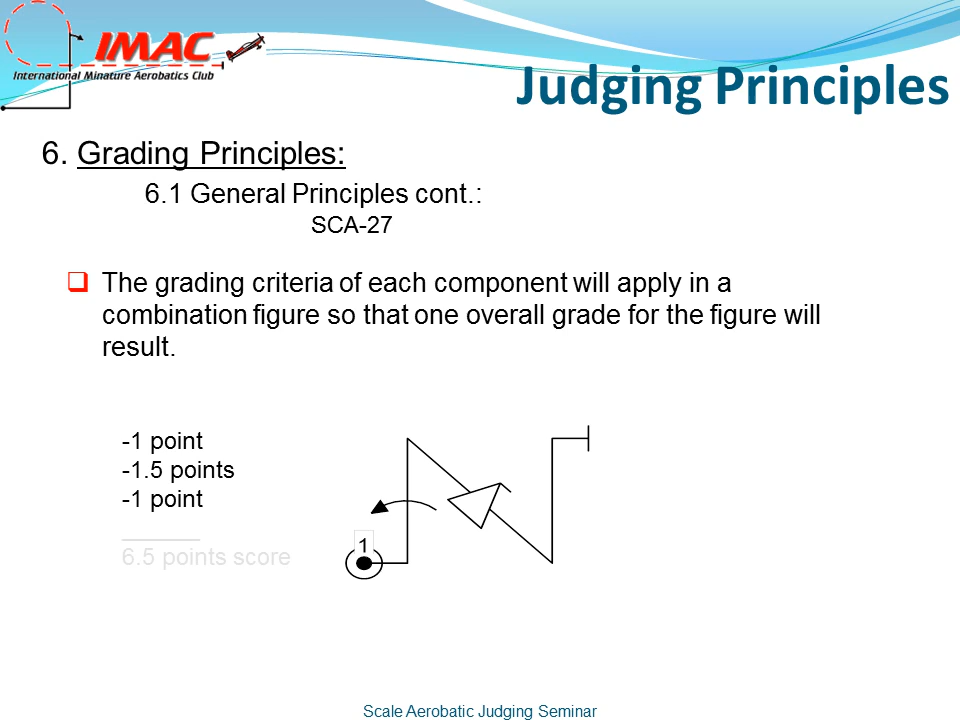 IMAC
International Minature Aerobatics Club
Judging Principles
6. Grading Principles:
6.1 General Principles cont.:
SCA-27
The grading criteria of each component will apply in a
combination figure so that one overall grade for the figure will
result.
-1 point
-1.5 points
-1 point
______
6.5 points score
1
Scale Aerobatic Judging Seminar